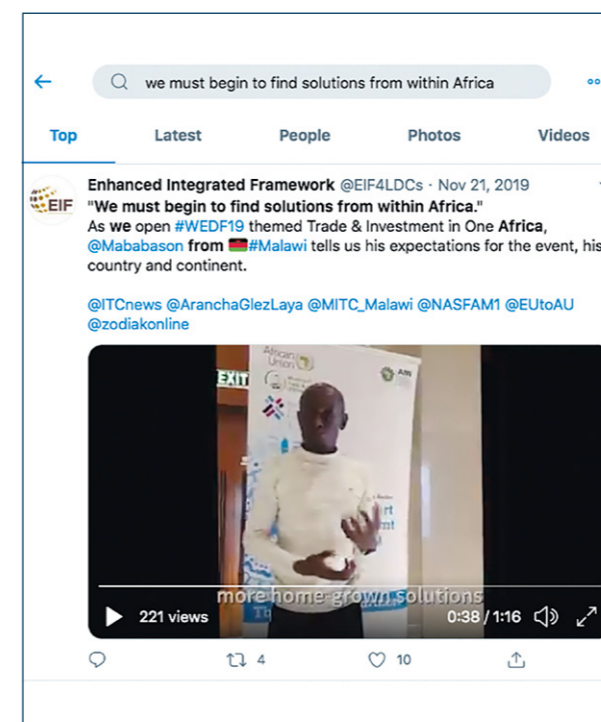 we must begin to find solutions from within Africa
Top Latest People Photos Videos
Enhanced Integrated Framework @EIF4LDCs · Nov 21, 2019
EIF
"We must begin to find solutions from within Africa."
As we open #WEDF19 themed Trade & Investment in One Africa,
@Mababason from 🇲🇼#Malawi tells us his expectations for the event, his
country and continent.
@ITCnews @AranchaGlezLaya @MITC_Malawi @NASFAM1 @EUtoAU
@zodiakonline
African
Union
EXIT
more home-grown solutions
221 views
0:38 / 1:16
4
10